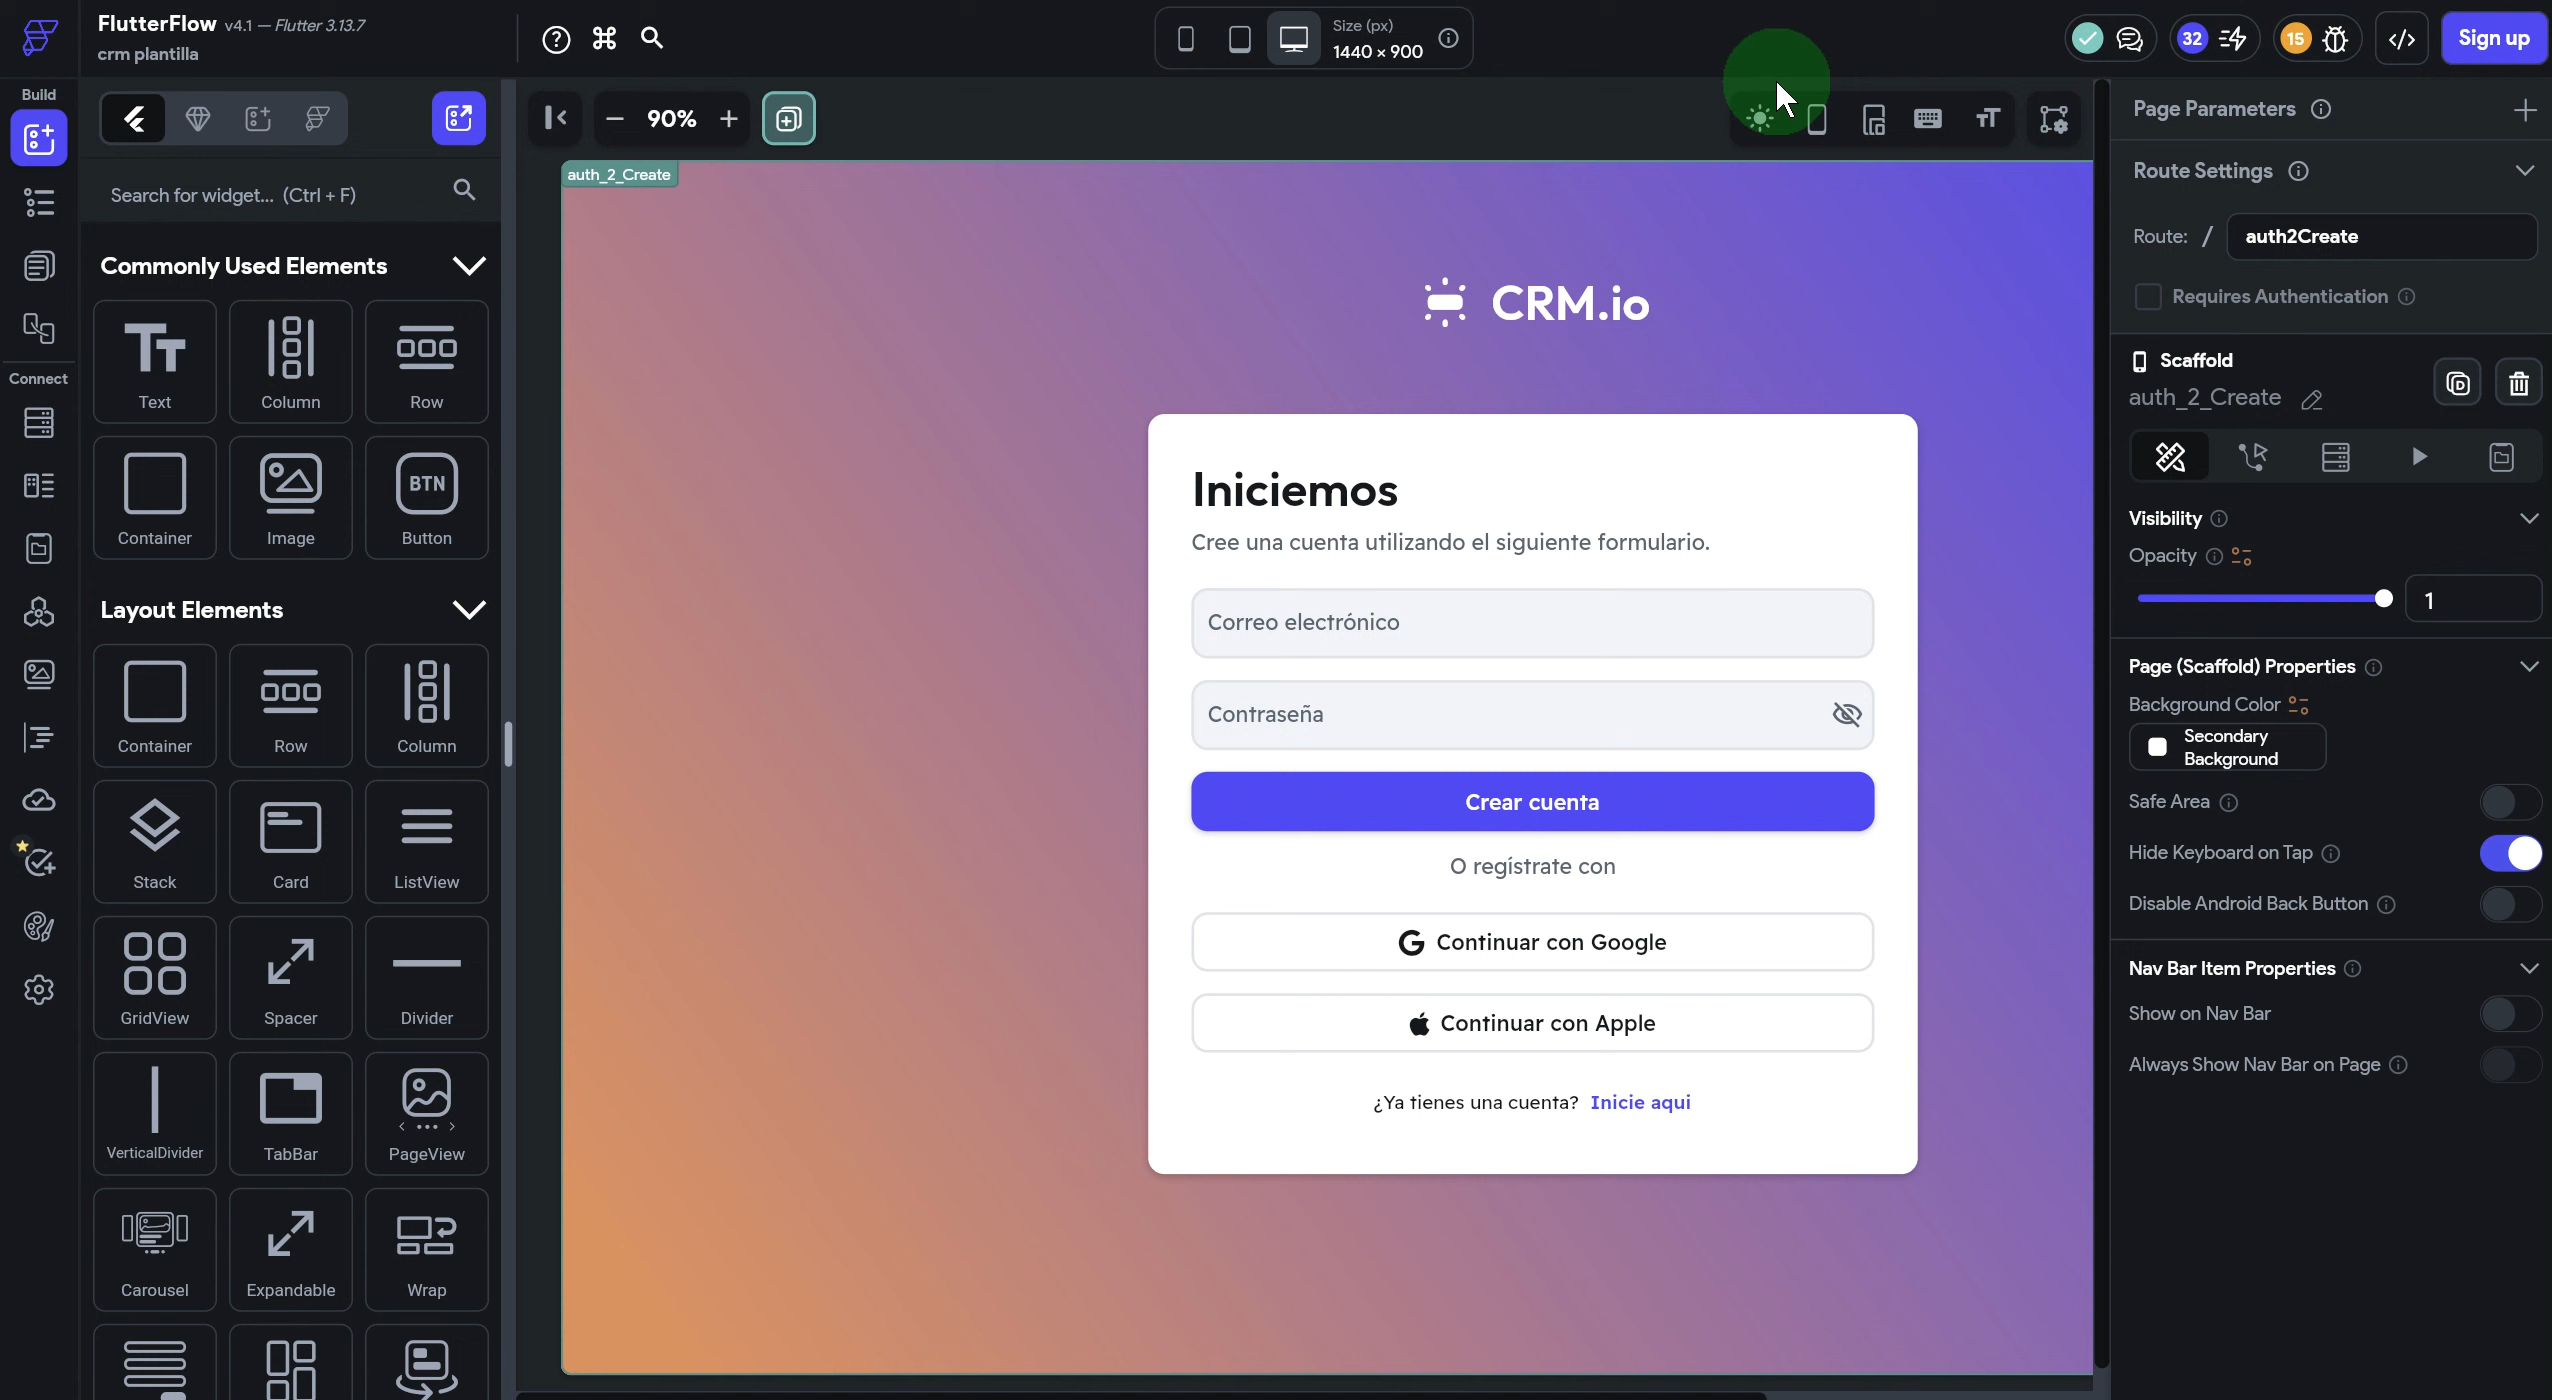 FlutterFlow v4.1 — Flutter 3.13.7
crm plantilla
Size (px)
1440 × 900
32
15
Sign up
Build
Connect
90%
Search for widget... (Ctrl + F)
Commonly Used Elements
Text
Column
Row
Container
Image
BTN
Button
Layout Elements
Container
Row
Column
Stack
Card
ListView
GridView
Spacer
Divider
VerticalDivider
TabBar
PageView
Carousel
Expandable
Wrap
auth_2_Create
CRM.io
Iniciemos
Cree una cuenta utilizando el siguiente formulario.
Correo electrónico
Contraseña
Crear cuenta
O regístrate con
Continuar con Google
Continuar con Apple
¿Ya tienes una cuenta? Inicie aqui
Page Parameters
Route Settings
Route: / auth2Create
Requires Authentication
Scaffold
auth_2_Create
Visibility
Opacity
1
Page (Scaffold) Properties
Background Color
Secondary
Background
Safe Area
Hide Keyboard on Tap
Disable Android Back Button
Nav Bar Item Properties
Show on Nav Bar
Always Show Nav Bar on Page